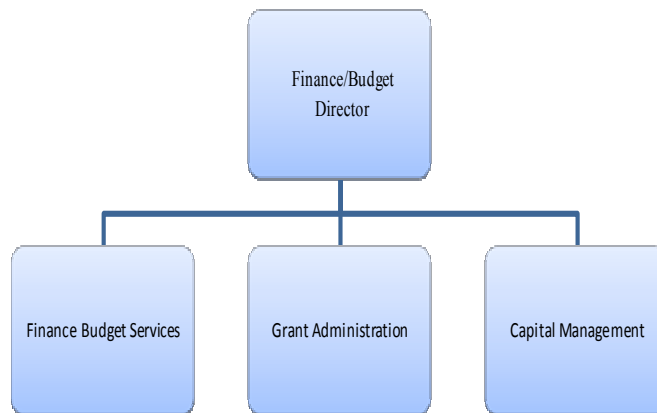 Finance/Budget
Director
Finance Budget Services
Grant Administration
Capital Management